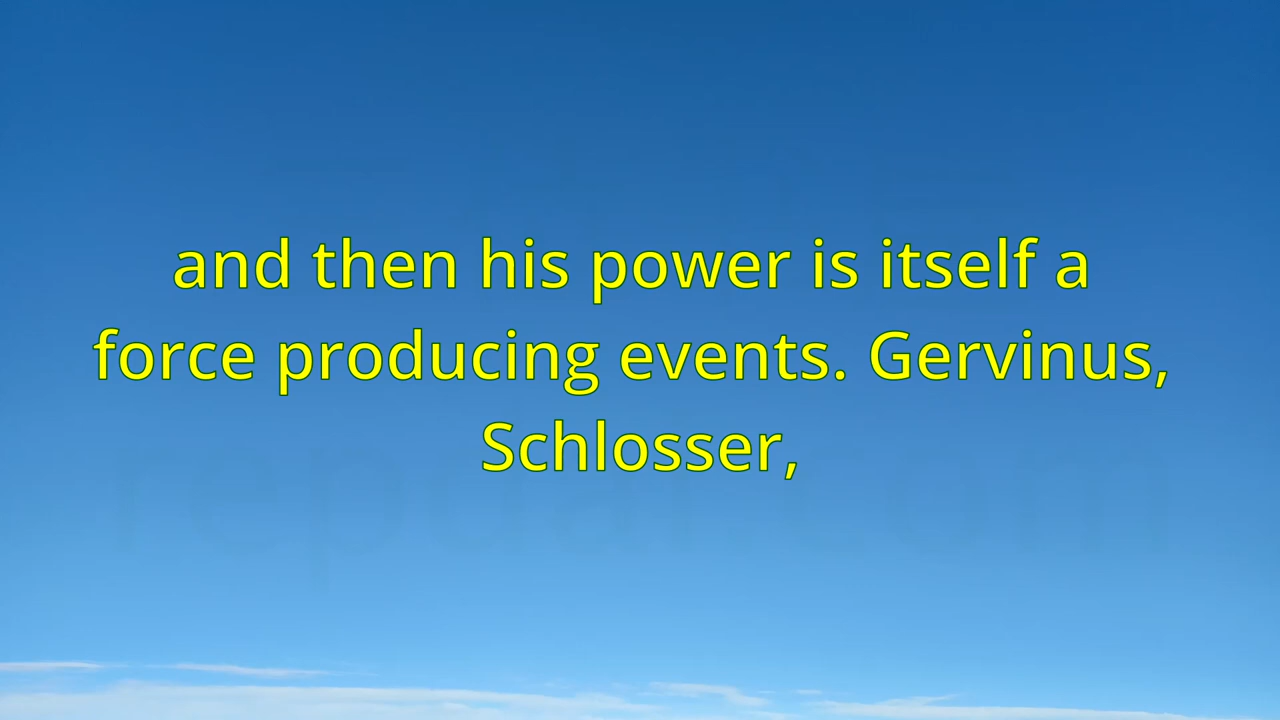 and then his power is itself a
force producing events. Gervinus,
Schlosser,